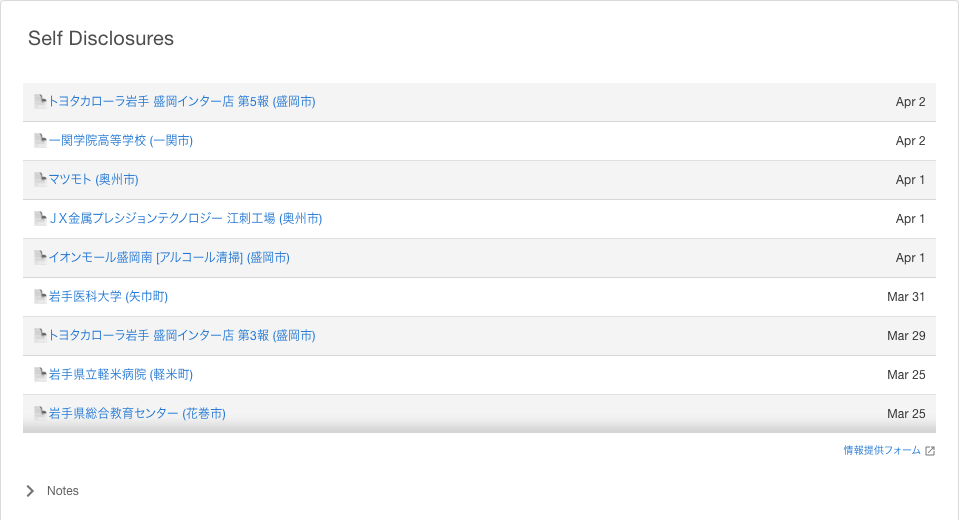 Self Disclosures
トヨタカローラ岩手 盛岡インター店 第5報 (盛岡市) Apr 2
一関学院高等学校 (一関市) Apr 2
マツモト (奥州市) Apr 1
ＪＸ金属プレシジョンテクノロジー 江刺工場 (奥州市) Apr 1
イオンモール盛岡南 [アルコール清掃] (盛岡市) Apr 1
岩手医科大学 (矢巾町) Mar 31
トヨタカローラ岩手 盛岡インター店 第3報 (盛岡市) Mar 29
岩手県立軽米病院 (軽米町) Mar 25
岩手県総合教育センター (花巻市) Mar 25
情報提供フォーム
Notes